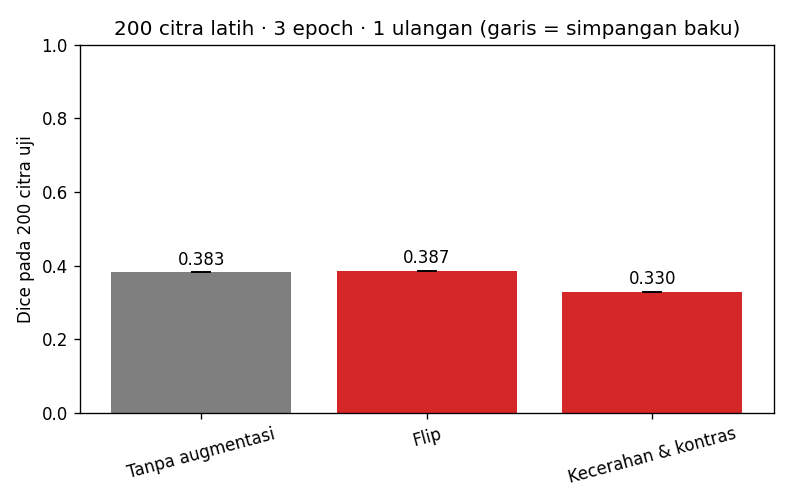 200 citra latih · 3 epoch · 1 ulangan (garis = simpangan baku)
Dice pada 200 citra uji
1.0
0.8
0.6
0.4
0.2
0.0
0.383
0.387
0.330
Tanpa augmentasi
Flip
Kecerahan & kontras